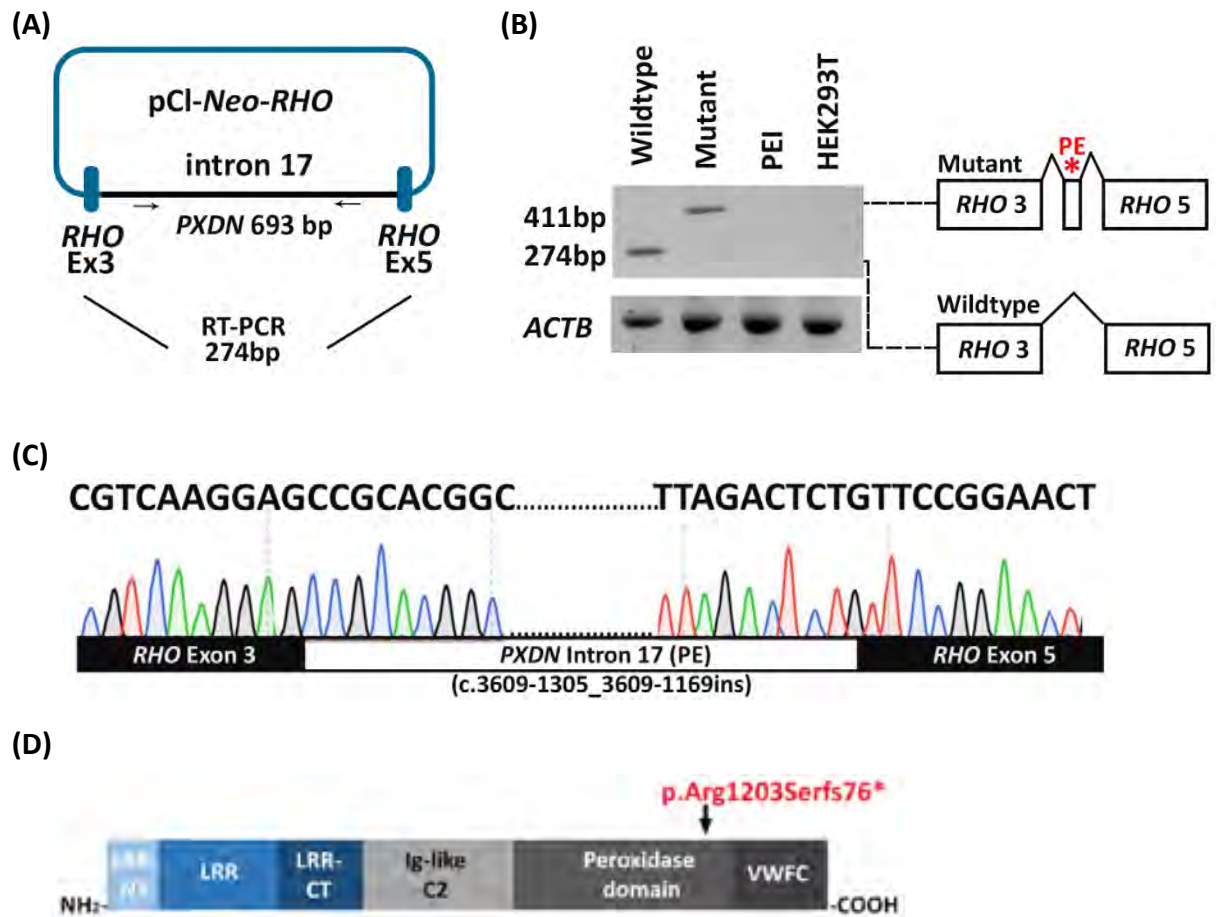 (A)
pCl-Neo-RHO
intron 17
PXDN 693 bp
RHO
Ex3
RHO
Ex5
RT-PCR
274bp
(B)
Wildtype
Mutant
PEI
HEK293T
411bp
274bp
ACTB
Mutant
PE
*
RHO 3
RHO 5
Wildtype
RHO 3
RHO 5
(C)
CGTCAAGGAGCCGCACGGC.....................TTAGACTCTGTTCCGGAACT
RHO Exon 3
PXDN Intron 17 (PE)
RHO Exon 5
(c.3609-1305_3609-1169ins)
(D)
p.Arg1203Serfs76*
LRR
LRR-
CT
Ig-like
C2
Peroxidase
domain
VWFC
NH₂-
-COOH